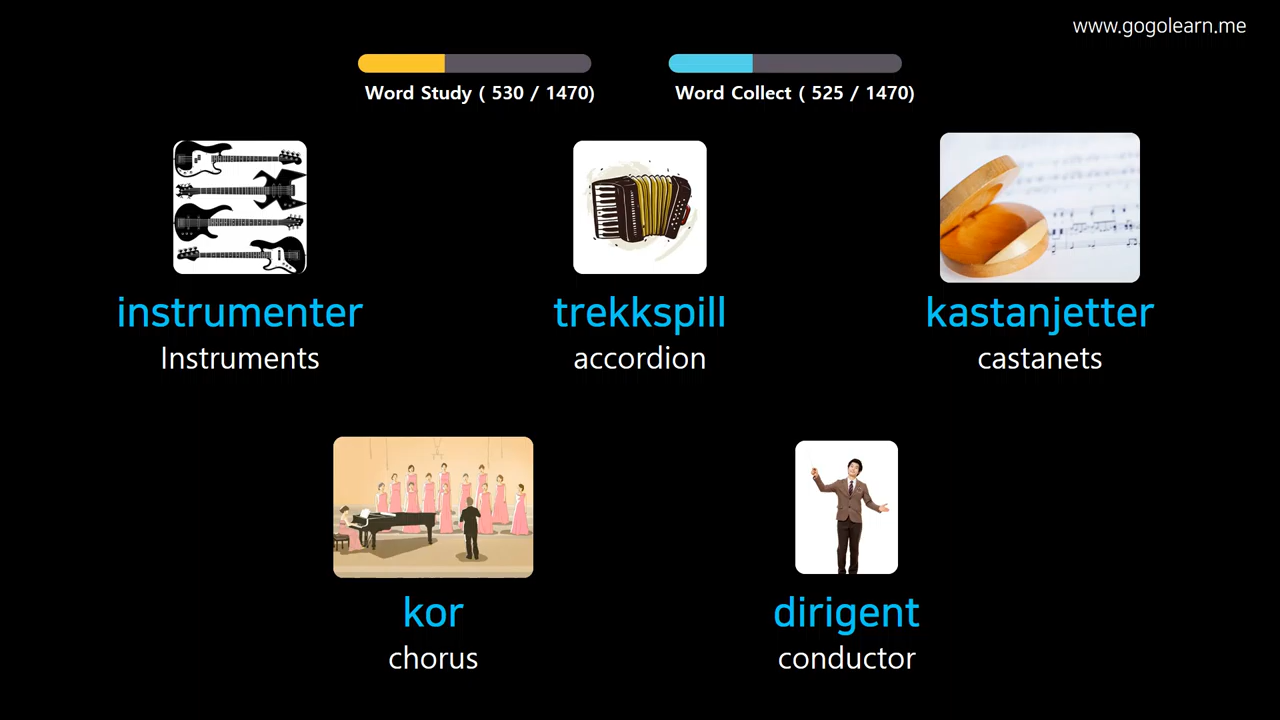 www.gogolearn.me
Word Study ( 530 / 1470)
Word Collect ( 525 / 1470)
instrumenter
Instruments
trekkspill
accordion
kastanjetter
castanets
kor
chorus
dirigent
conductor